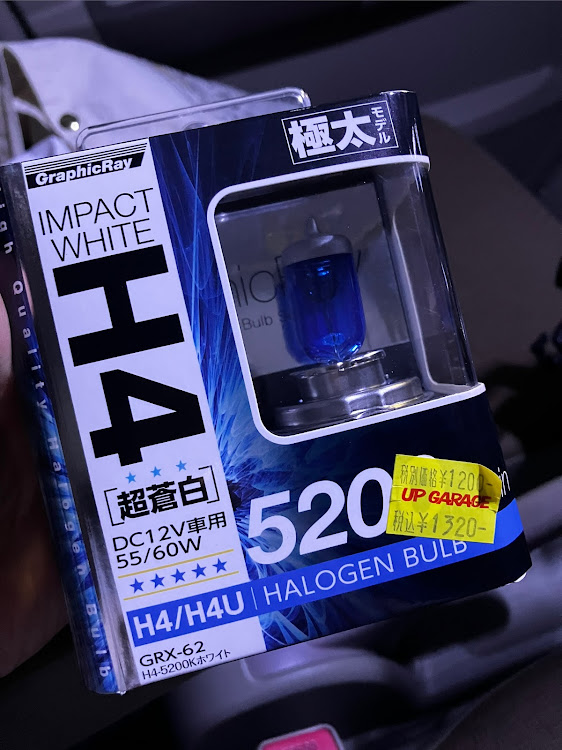 極太
モデル
GraphicRay
IMPACT
WHITE
H4
超蒼白
DC12V車用
55/60W
H4/H4U
HALOGEN BULB
GRX-62
H4-5200Kホワイト
520
税別価格¥120
UP GARAGE
税込¥1320-
High Quality Halogen Bulb
Bulb